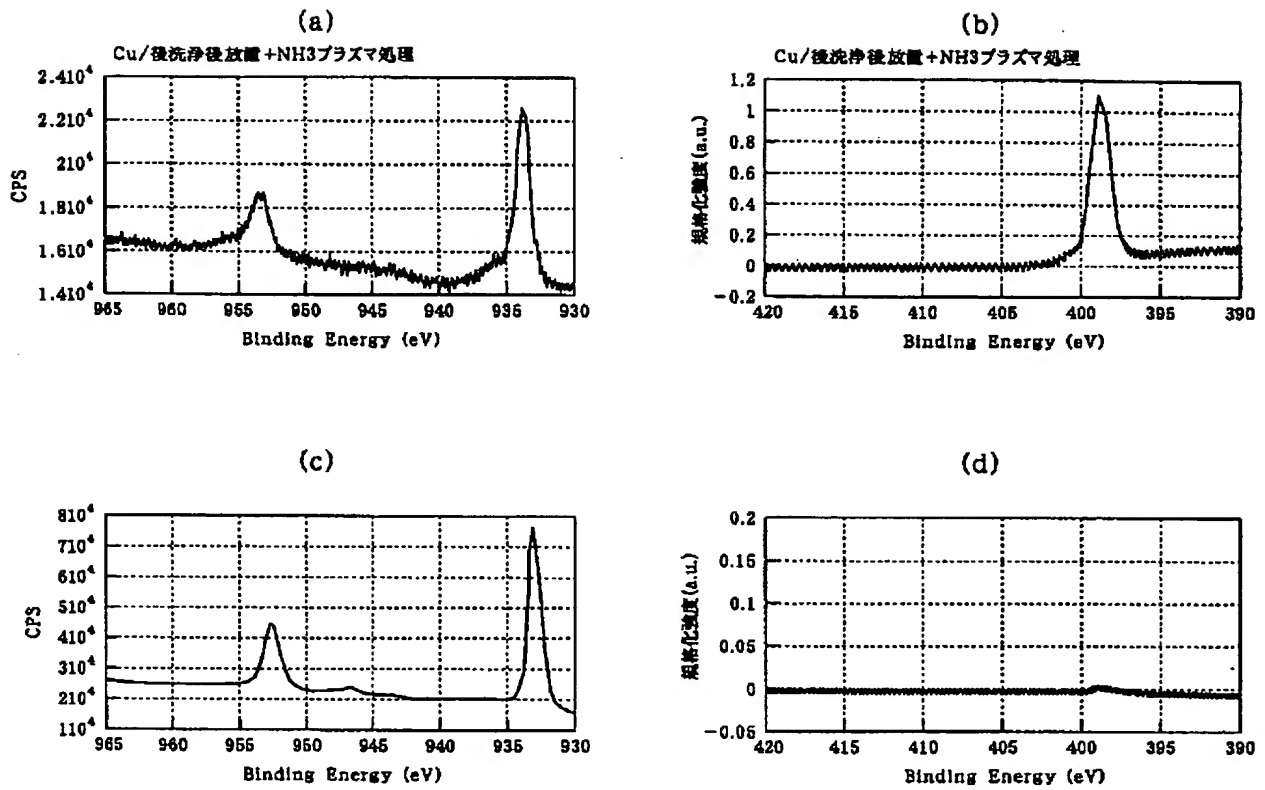 (a)
Cu/後洗浄後放置+NH3プラズマ処理
2.410⁴
2.210⁴
210⁴
1.810⁴
1.610⁴
1.410⁴
CPS
965 960 955 950 945 940 935 930
Binding Energy (eV)
(b)
Cu/後洗浄後放置+NH3プラズマ処理
1.2
1
0.8
0.6
0.4
0.2
0
-0.2
規格化強度(a.u.)
420 415 410 405 400 395 390
Binding Energy (eV)
(c)
810⁴
710⁴
610⁴
510⁴
410⁴
310⁴
210⁴
110⁴
CPS
965 960 955 950 945 940 935 930
Binding Energy (eV)
(d)
0.2
0.15
0.1
0.05
0
-0.05
規格化強度(a.u.)
420 415 410 405 400 395 390
Binding Energy (eV)